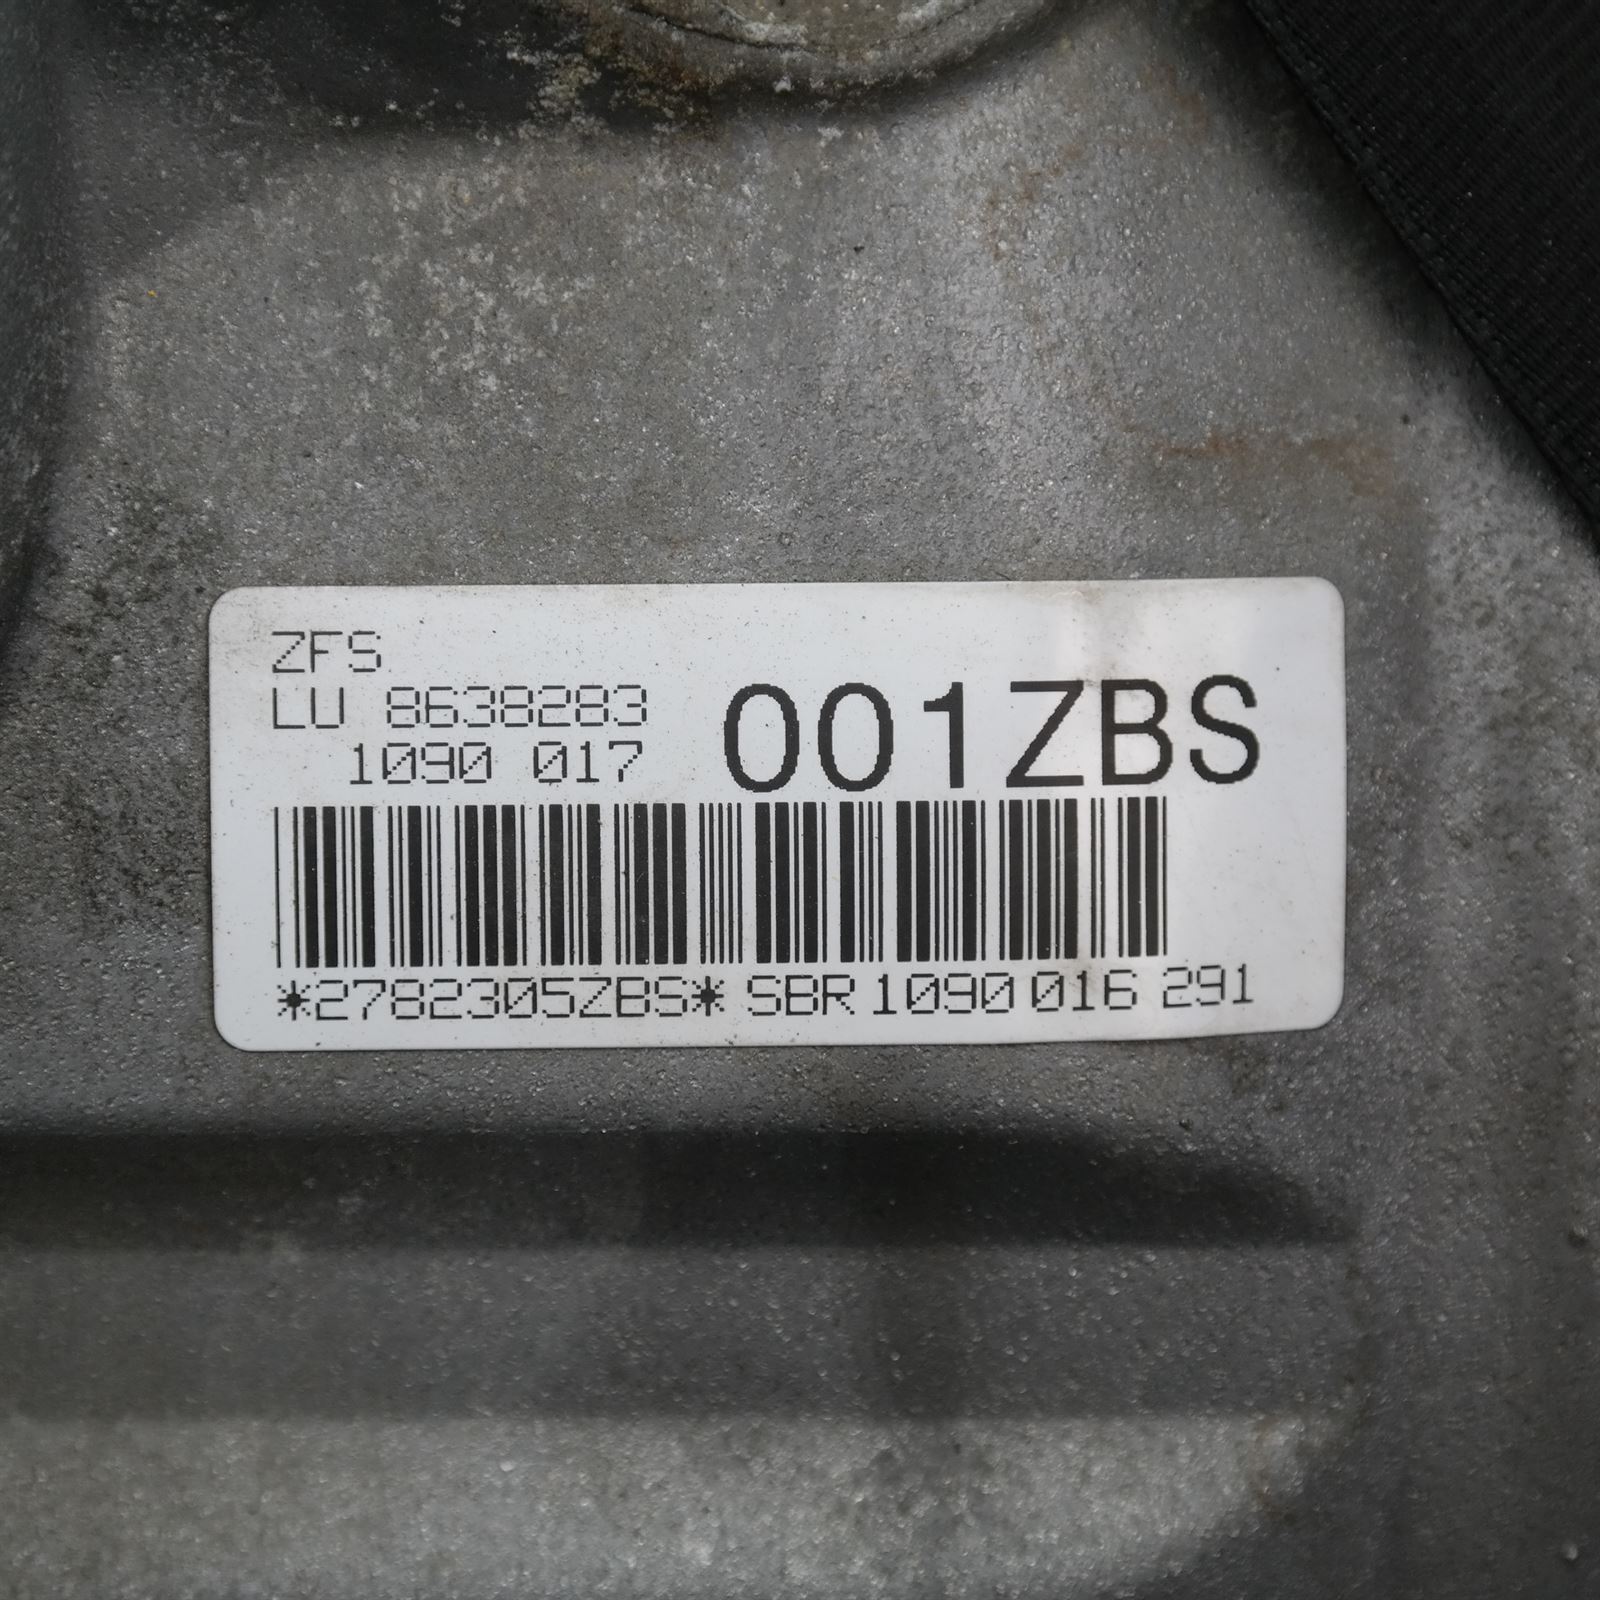 ZFS
LU 8638283
1090 017
001ZBS
*2782305ZBS* SBR 1090 016 291